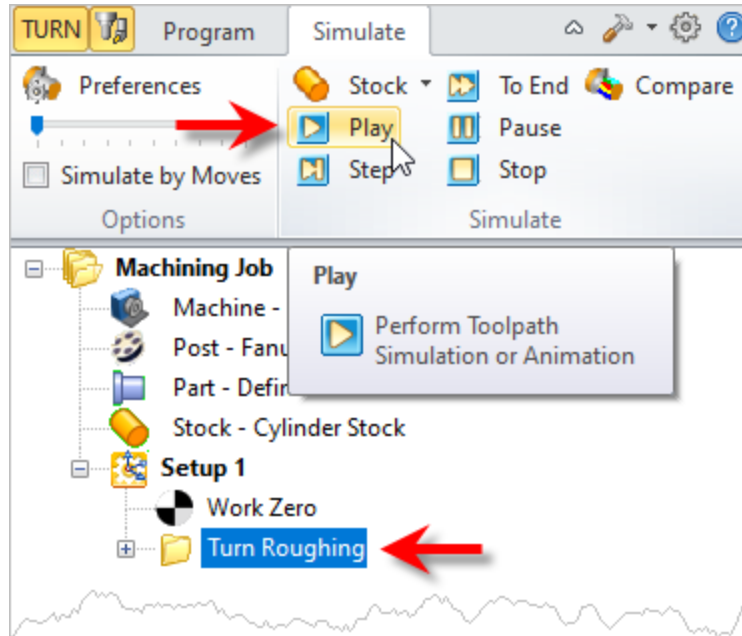 TURN Program Simulate
Preferences Stock To End Compare
Play Pause
Simulate by Moves Step Stop
Options Simulate
Machining Job
Play
Perform Toolpath
Simulation or Animation
Machine -
Post - Fanu
Part - Defin
Stock - Cylinder Stock
Setup 1
Work Zero
Turn Roughing